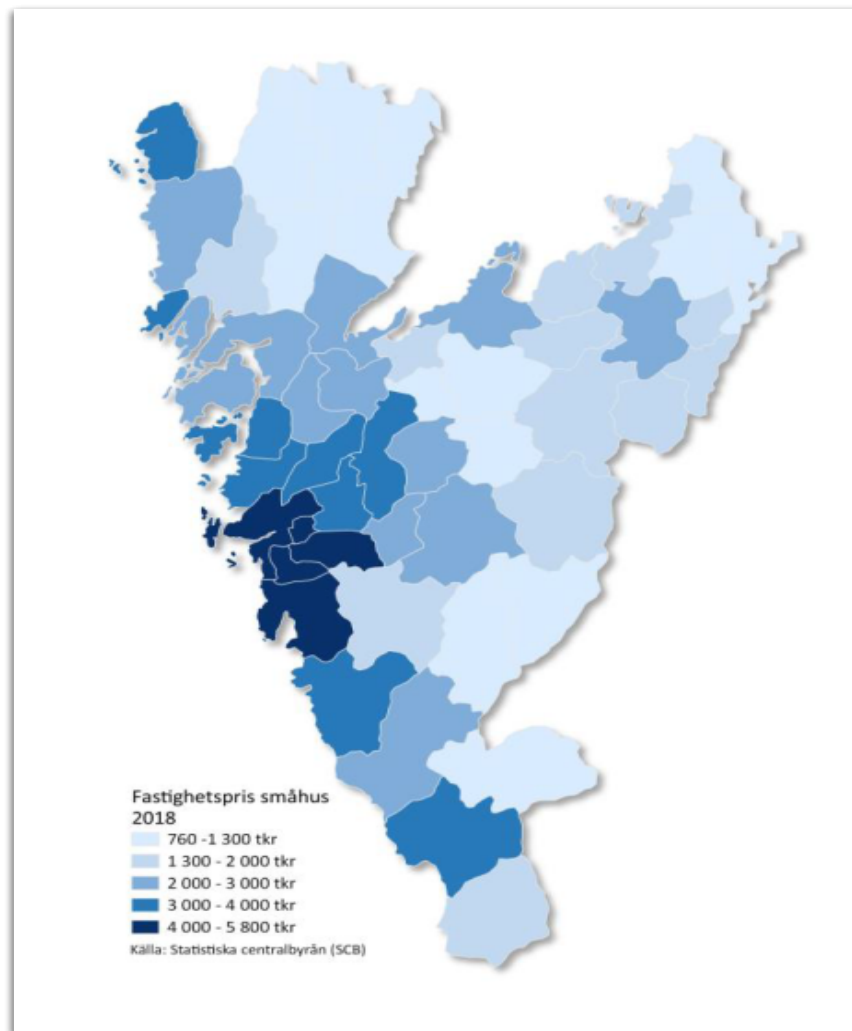 Fastighetspris småhus
2018
760 -1 300 tkr
1 300 - 2 000 tkr
2 000 - 3 000 tkr
3 000 - 4 000 tkr
4 000 - 5 800 tkr
Källa: Statistiska centralbyrån (SCB)